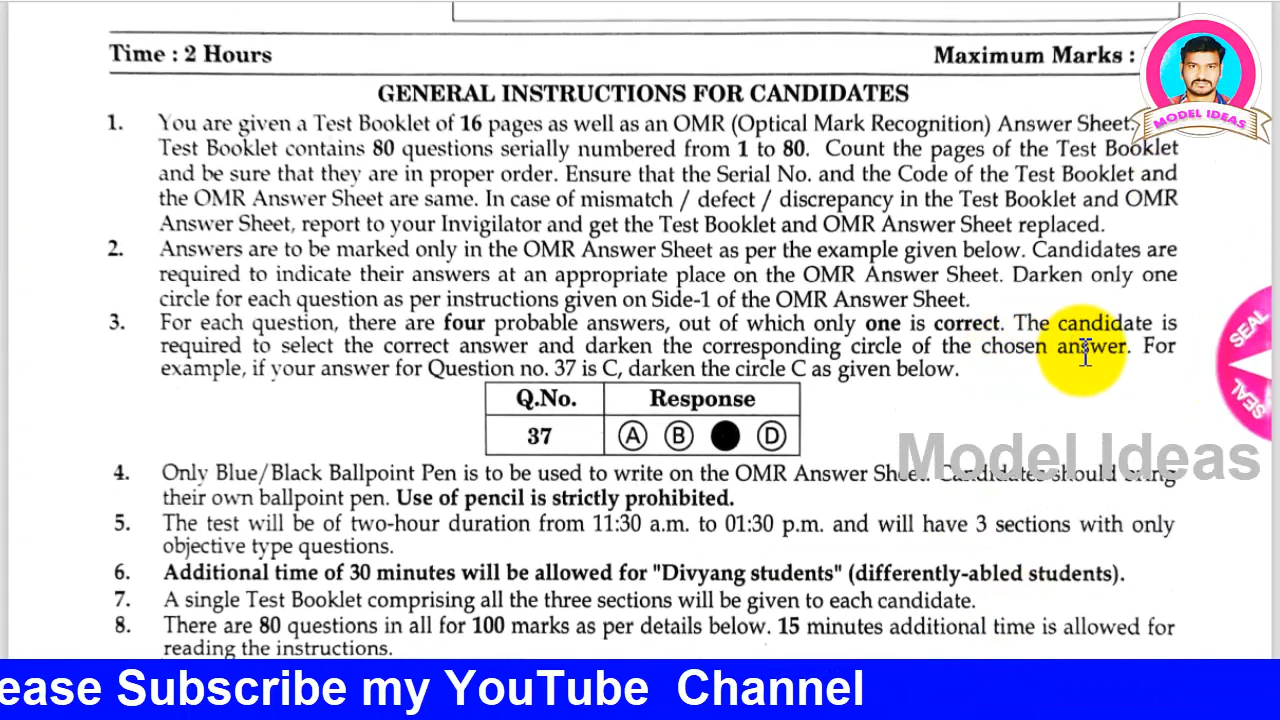 Time : 2 Hours
Maximum Marks :
GENERAL INSTRUCTIONS FOR CANDIDATES
1. You are given a Test Booklet of 16 pages as well as an OMR (Optical Mark Recognition) Answer Sheet.
Test Booklet contains 80 questions serially numbered from 1 to 80. Count the pages of the Test Booklet
and be sure that they are in proper order. Ensure that the Serial No. and the Code of the Test Booklet and
the OMR Answer Sheet are same. In case of mismatch / defect / discrepancy in the Test Booklet and OMR
Answer Sheet, report to your Invigilator and get the Test Booklet and OMR Answer Sheet replaced.
2. Answers are to be marked only in the OMR Answer Sheet as per the example given below. Candidates are
required to indicate their answers at an appropriate place on the OMR Answer Sheet. Darken only one
circle for each question as per instructions given on Side-1 of the OMR Answer Sheet.
3. For each question, there are four probable answers, out of which only one is correct. The candidate is
required to select the correct answer and darken the corresponding circle of the chosen answer. For
example, if your answer for Question no. 37 is C, darken the circle C as given below.
Q.No. Response
37 A B D
4. Only Blue/Black Ballpoint Pen is to be used to write on the OMR Answer Sheet. Candidates should bring
their own ballpoint pen. Use of pencil is strictly prohibited.
5. The test will be of two-hour duration from 11:30 a.m. to 01:30 p.m. and will have 3 sections with only
objective type questions.
6. Additional time of 30 minutes will be allowed for "Divyang students" (differently-abled students).
7. A single Test Booklet comprising all the three sections will be given to each candidate.
8. There are 80 questions in all for 100 marks as per details below. 15 minutes additional time is allowed for
reading the instructions.
MODEL IDEAS
SEAL
SEAL
Model Ideas
ease Subscribe my YouTube Channel